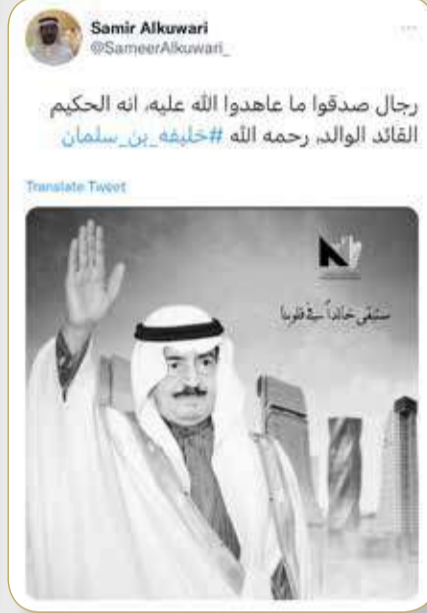 Samir Alkuwari
@SameerAlkuwari_
رجال صدقوا ما عاهدوا الله عليه، انه الحكيم
القائد الوالد، رحمه الله #خليفه_بن_سلمان
Translate Tweet
ستبقى خالداً في قلوبنا